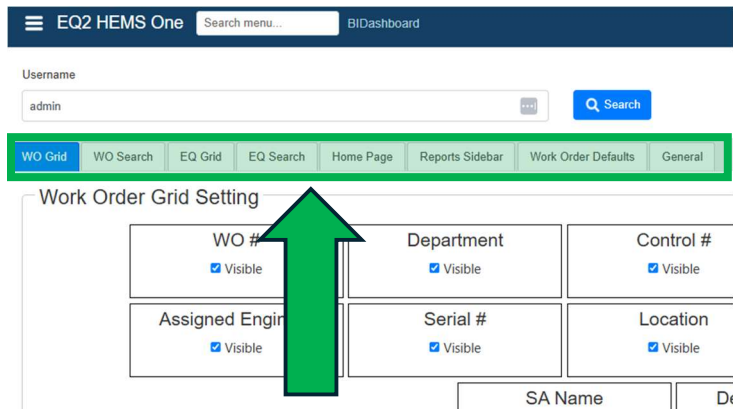 EQ2 HEMS One Search menu... BIDashboard
Username
admin
Search
WO Grid WO Search EQ Grid EQ Search Home Page Reports Sidebar Work Order Defaults General
Work Order Grid Setting
WO # Department Control #
Visible Visible Visible
Assigned Serial # Location
Visible Visible Visible
SA Name